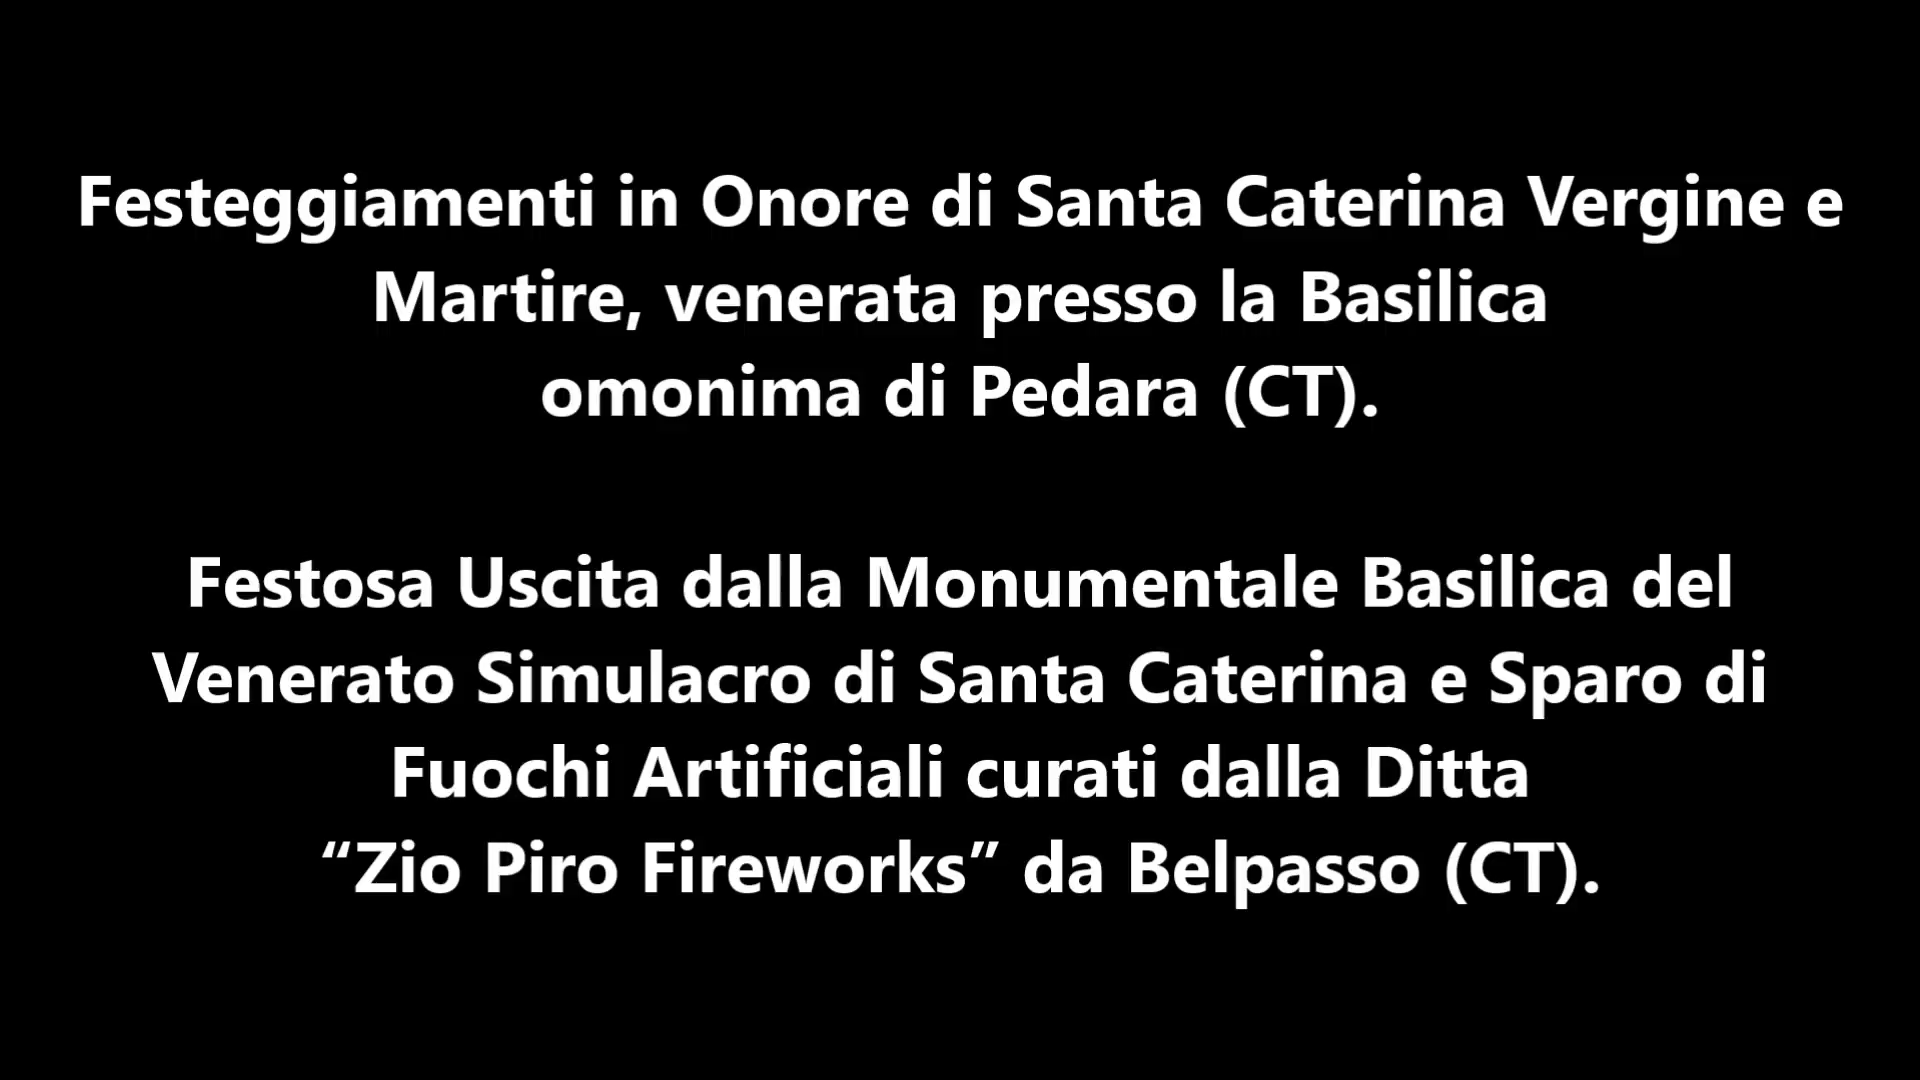 Festeggiamenti in Onore di Santa Caterina Vergine e
Martire, venerata presso la Basilica
omonima di Pedara (CT).
Festosa Uscita dalla Monumentale Basilica del
Venerato Simulacro di Santa Caterina e Sparo di
Fuochi Artificiali curati dalla Ditta
“Zio Piro Fireworks” da Belpasso (CT).